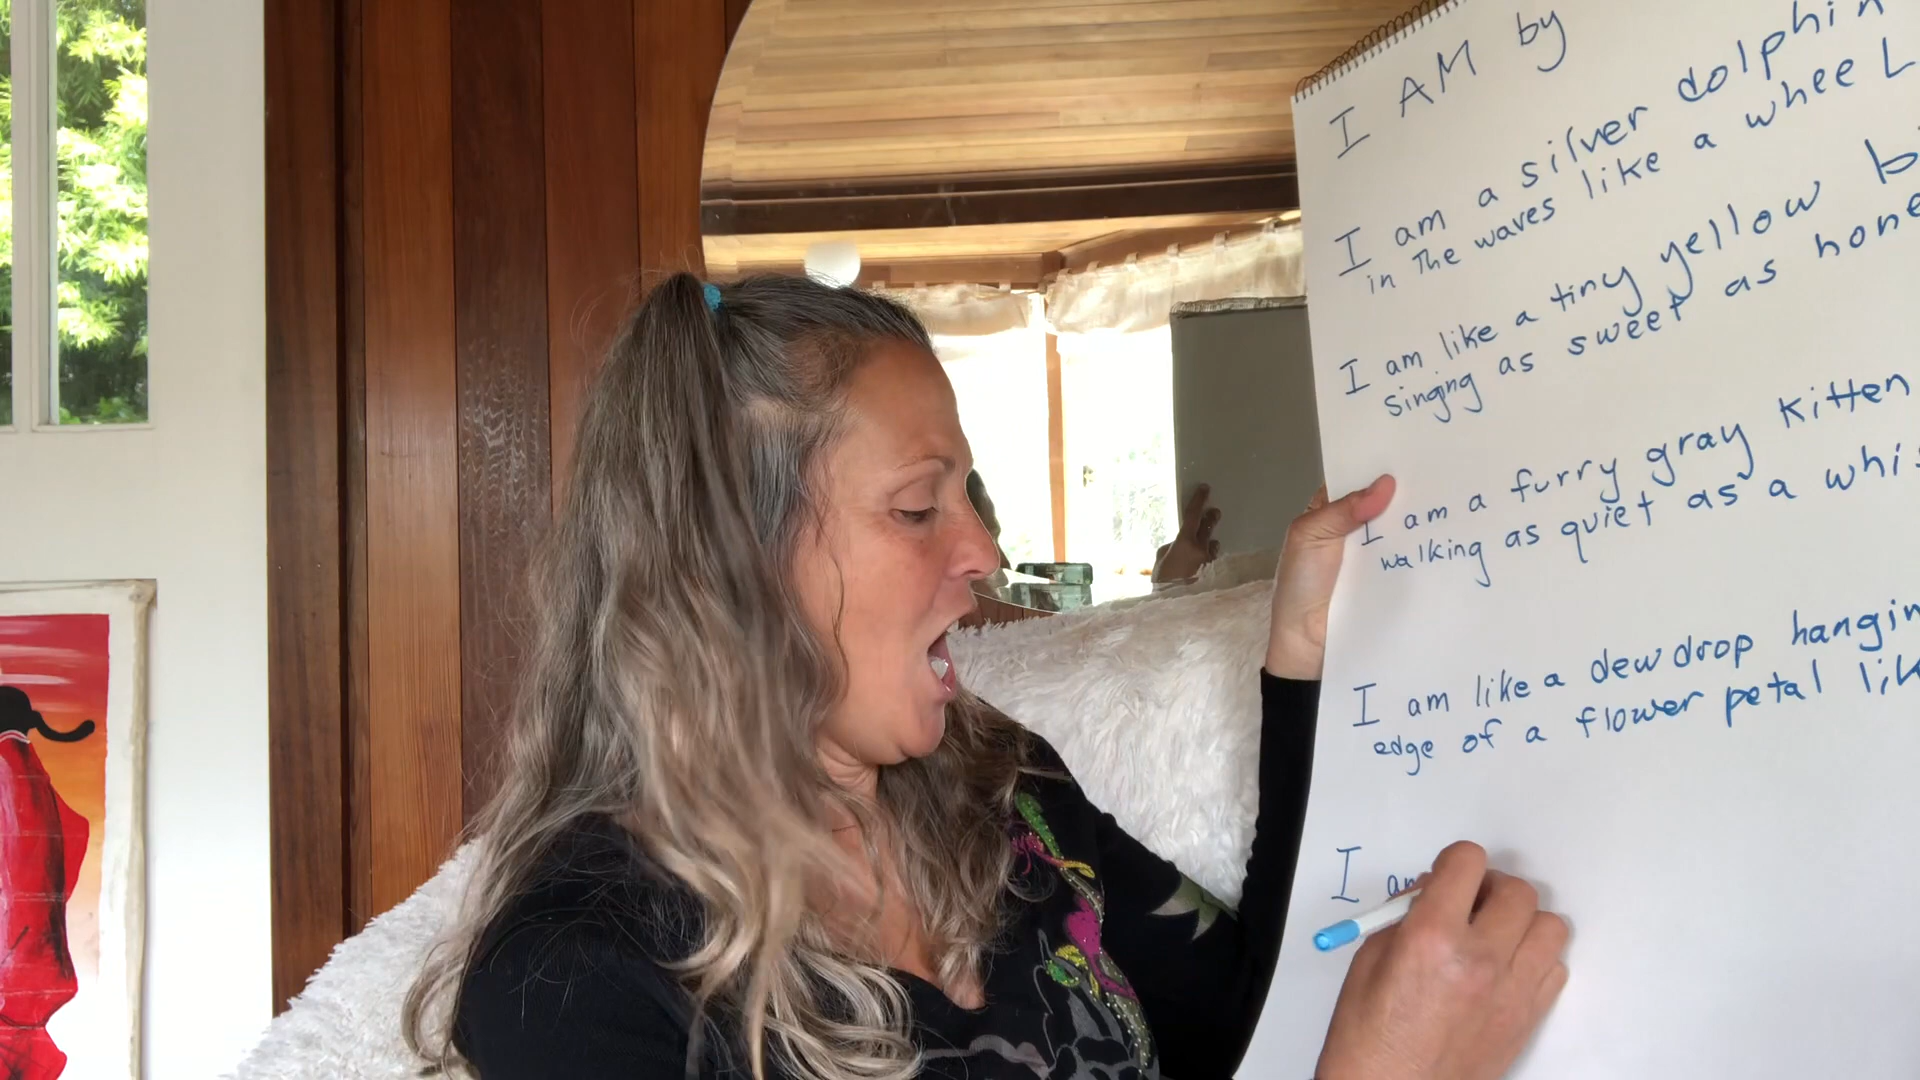 I AM by
I am a silver dolphin
in the waves like a wheel
I am like a tiny yellow
singing as sweet as
I am a furry gray kitten
walking as quiet as a
I am like a dewdrop
edge of a flower petal
I am